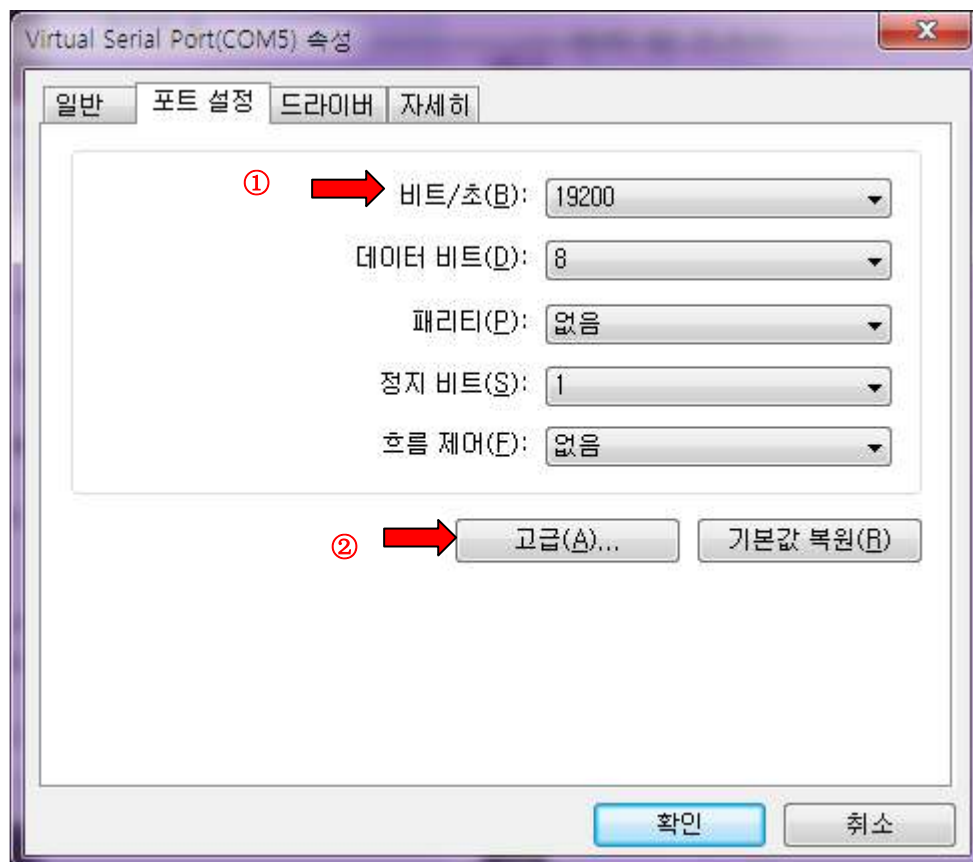 Virtual Serial Port(COM5) 속성
일반 포트 설정 드라이버 자세히
① 비트/초(B): 19200
데이터 비트(D): 8
패리티(P): 없음
정지 비트(S): 1
흐름 제어(F): 없음
② 고급(A)... 기본값 복원(R)
확인 취소